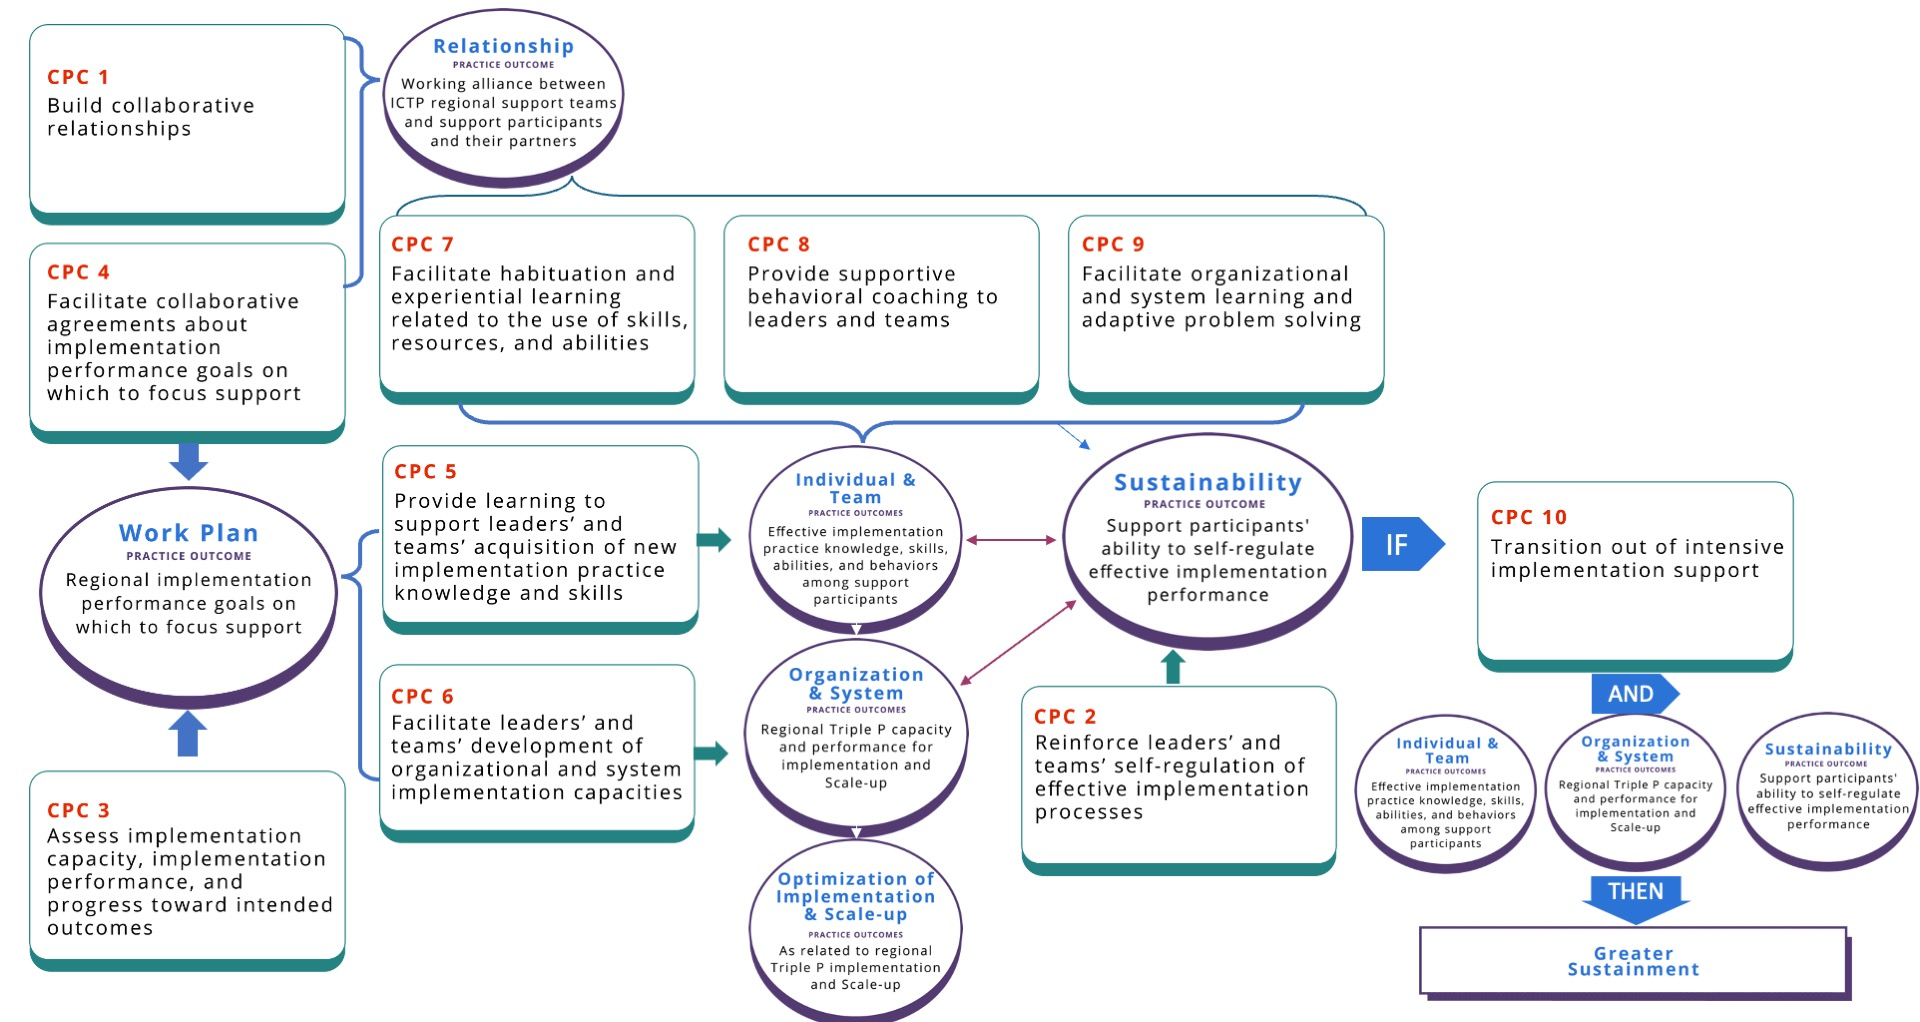 CPC 1
Build collaborative
relationships
Relationship
PRACTICE OUTCOME
Working alliance between
ICTP regional support teams
and support participants
and their partners
CPC 4
Facilitate collaborative
agreements about
implementation
performance goals on
which to focus support
CPC 7
Facilitate habituation and
experiential learning
related to the use of skills,
resources, and abilities
CPC 8
Provide supportive
behavioral coaching to
leaders and teams
CPC 9
Facilitate organizational
and system learning and
adaptive problem solving
Work Plan
PRACTICE OUTCOME
Regional implementation
performance goals on
which to focus support
CPC 5
Provide learning to
support leaders’ and
teams’ acquisition of new
implementation practice
knowledge and skills
Individual &
Team
PRACTICE OUTCOMES
Effective implementation
practice knowledge, skills,
abilities, and behaviors
among support
participants
Sustainability
PRACTICE OUTCOME
Support participants'
ability to self-regulate
effective implementation
performance
IF
CPC 10
Transition out of intensive
implementation support
CPC 3
Assess implementation
capacity, implementation
performance, and
progress toward intended
outcomes
CPC 6
Facilitate leaders’ and
teams’ development of
organizational and system
implementation capacities
Organization
& System
PRACTICE OUTCOMES
Regional Triple P capacity
and performance for
implementation and
Scale-up
CPC 2
Reinforce leaders’ and
teams’ self-regulation of
effective implementation
processes
Optimization of
Implementation
& Scale-up
PRACTICE OUTCOMES
As related to regional
Triple P implementation
and Scale-up
AND
Individual &
Team
PRACTICE OUTCOMES
Effective implementation
practice knowledge, skills,
abilities, and behaviors
among support
participants
Organization
& System
PRACTICE OUTCOMES
Regional Triple P capacity
and performance for
implementation and
Scale-up
Sustainability
PRACTICE OUTCOME
Support participants'
ability to self-regulate
effective implementation
performance
THEN
Greater
Sustainment